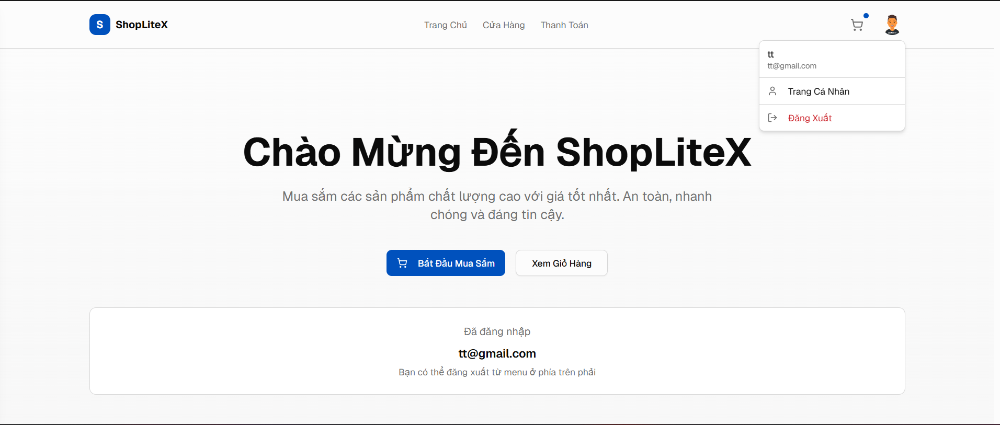 S ShopLiteX
Trang Chủ Cửa Hàng Thanh Toán
tt
tt@gmail.com
Trang Cá Nhân
Đăng Xuất
Chào Mừng Đến ShopLiteX
Mua sắm các sản phẩm chất lượng cao với giá tốt nhất. An toàn, nhanh
chóng và đáng tin cậy.
Bắt Đầu Mua Sắm
Xem Giỏ Hàng
Đã đăng nhập
tt@gmail.com
Bạn có thể đăng xuất từ menu ở phía trên phải